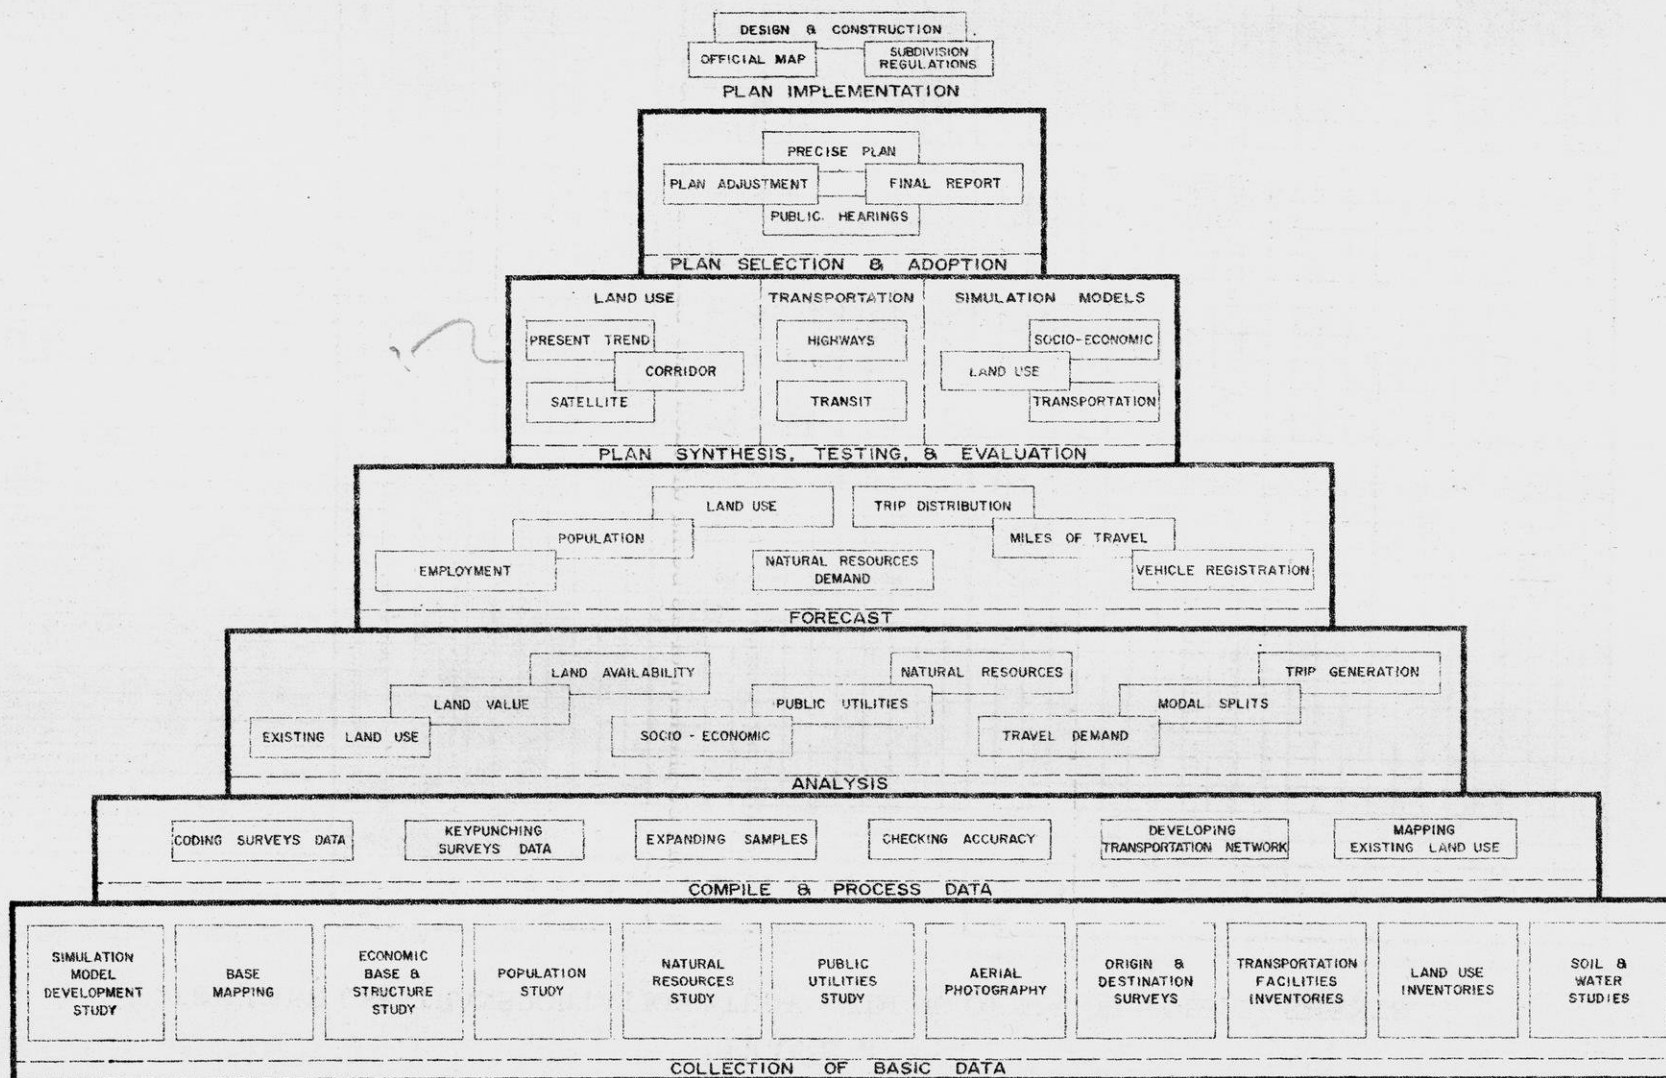 DESIGN & CONSTRUCTION
OFFICIAL MAP
SUBDIVISION
REGULATIONS
PLAN IMPLEMENTATION
PRECISE PLAN
PLAN ADJUSTMENT
FINAL REPORT
PUBLIC HEARINGS
PLAN SELECTION & ADOPTION
LAND USE
TRANSPORTATION
SIMULATION MODELS
PRESENT TREND
HIGHWAYS
SOCIO-ECONOMIC
CORRIDOR
LAND USE
SATELLITE
TRANSIT
TRANSPORTATION
PLAN SYNTHESIS, TESTING, & EVALUATION
LAND USE
TRIP DISTRIBUTION
POPULATION
MILES OF TRAVEL
EMPLOYMENT
NATURAL RESOURCES
DEMAND
VEHICLE REGISTRATION
FORECAST
LAND AVAILABILITY
NATURAL RESOURCES
TRIP GENERATION
LAND VALUE
PUBLIC UTILITIES
MODAL SPLITS
EXISTING LAND USE
SOCIO - ECONOMIC
TRAVEL DEMAND
ANALYSIS
CODING SURVEYS DATA
KEYPUNCHING
SURVEYS DATA
EXPANDING SAMPLES
CHECKING ACCURACY
DEVELOPING
TRANSPORTATION NETWORK
MAPPING
EXISTING LAND USE
COMPILE & PROCESS DATA
SIMULATION
MODEL
DEVELOPMENT
STUDY
BASE
MAPPING
ECONOMIC
BASE &
STRUCTURE
STUDY
POPULATION
STUDY
NATURAL
RESOURCES
STUDY
PUBLIC
UTILITIES
STUDY
AERIAL
PHOTOGRAPHY
ORIGIN &
DESTINATION
SURVEYS
TRANSPORTATION
FACILITIES
INVENTORIES
LAND USE
INVENTORIES
SOIL &
WATER
STUDIES
COLLECTION OF BASIC DATA